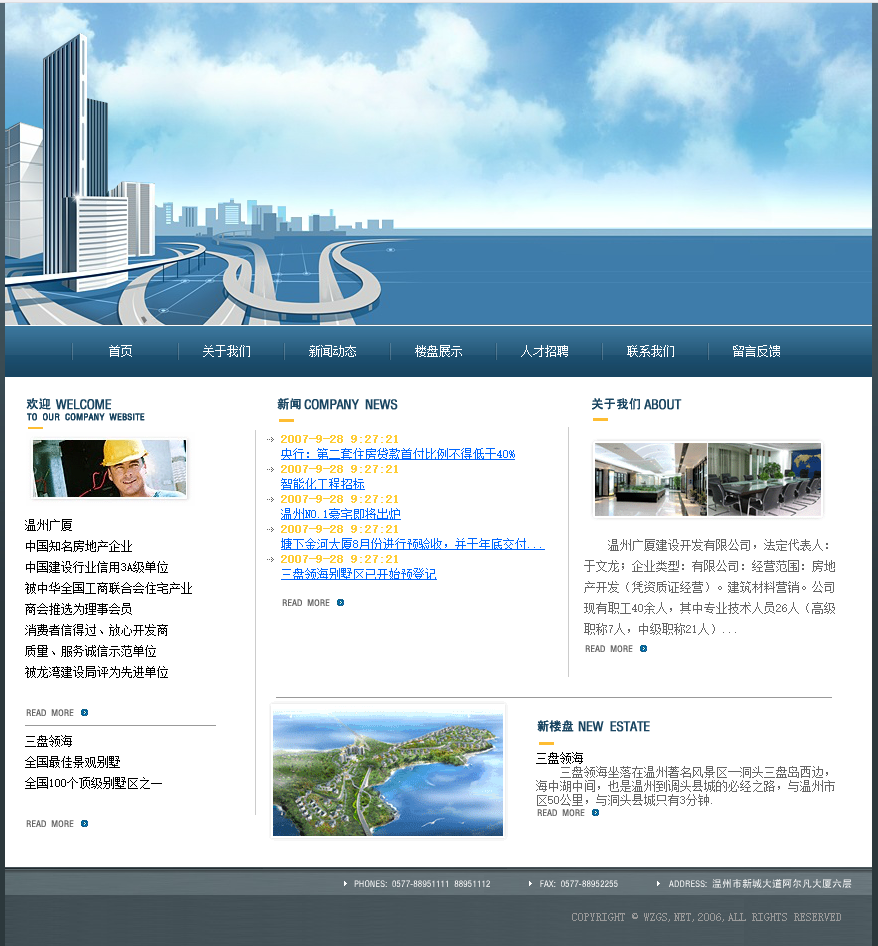 首页 关于我们 新闻动态 楼盘展示 人才招聘 联系我们 留言反馈
欢迎 WELCOME
TO OUR COMPANY WEBSITE
温州广厦
中国知名房地产企业
中国建设行业信用3A级单位
被中华全国工商联合会住宅产业
商会推选为理事会员
消费者信得过、放心开发商
质量、服务诚信示范单位
被龙湾建设局评为先进单位
READ MORE
三盘领海
全国最佳景观别墅
全国100个顶级别墅区之一
READ MORE
新闻 COMPANY NEWS
2007-9-28 9:27:21
央行：第二套住房贷款首付比例不得低于40%
2007-9-28 9:27:21
智能化工程招标
2007-9-28 9:27:21
温州NO.1豪宅即将出炉
2007-9-28 9:27:21
塘下金河大厦8月份进行预验收，并于年底交付...
2007-9-28 9:27:21
三盘领海别墅区已开始预登记
READ MORE
关于我们 ABOUT
温州广厦建设开发有限公司，法定代表人：
于文龙；企业类型：有限公司：经营范围：房地
产开发（凭资质证经营）。建筑材料营销。公司
现有职工40余人，其中专业技术人员26人（高级
职称7人，中级职称21人）...
READ MORE
新楼盘 NEW ESTATE
三盘领海
三盘领海坐落在温州著名风景区一洞头三盘岛西边，
海中湖中间，也是温州到调头县城的必经之路，与温州市
区50公里，与洞头县城只有3分钟.
READ MORE
PHONES: 0577-88951111 88951112 FAX: 0577-88952255 ADDRESS: 温州市新城大道阿尔凡大厦六层
COPYRIGHT © WZGS,NET,2006,ALL RIGHTS RESERVED